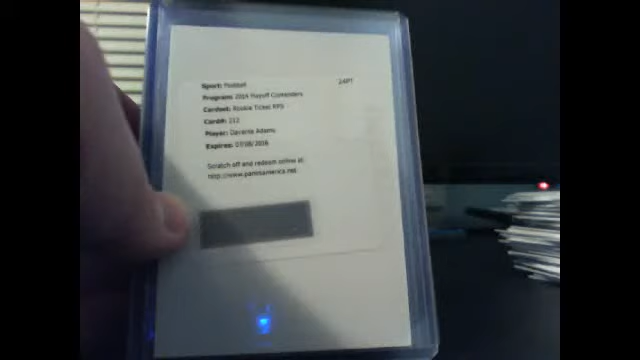 Sport: Football
24PT
Program: 2014 Playoff Contenders
Cardset: Rookie Ticket RPS
Card#: 212
Player: Davante Adams
Expires: 07/08/2016
Scratch off and redeem online at:
http://www.paniniamerica.net